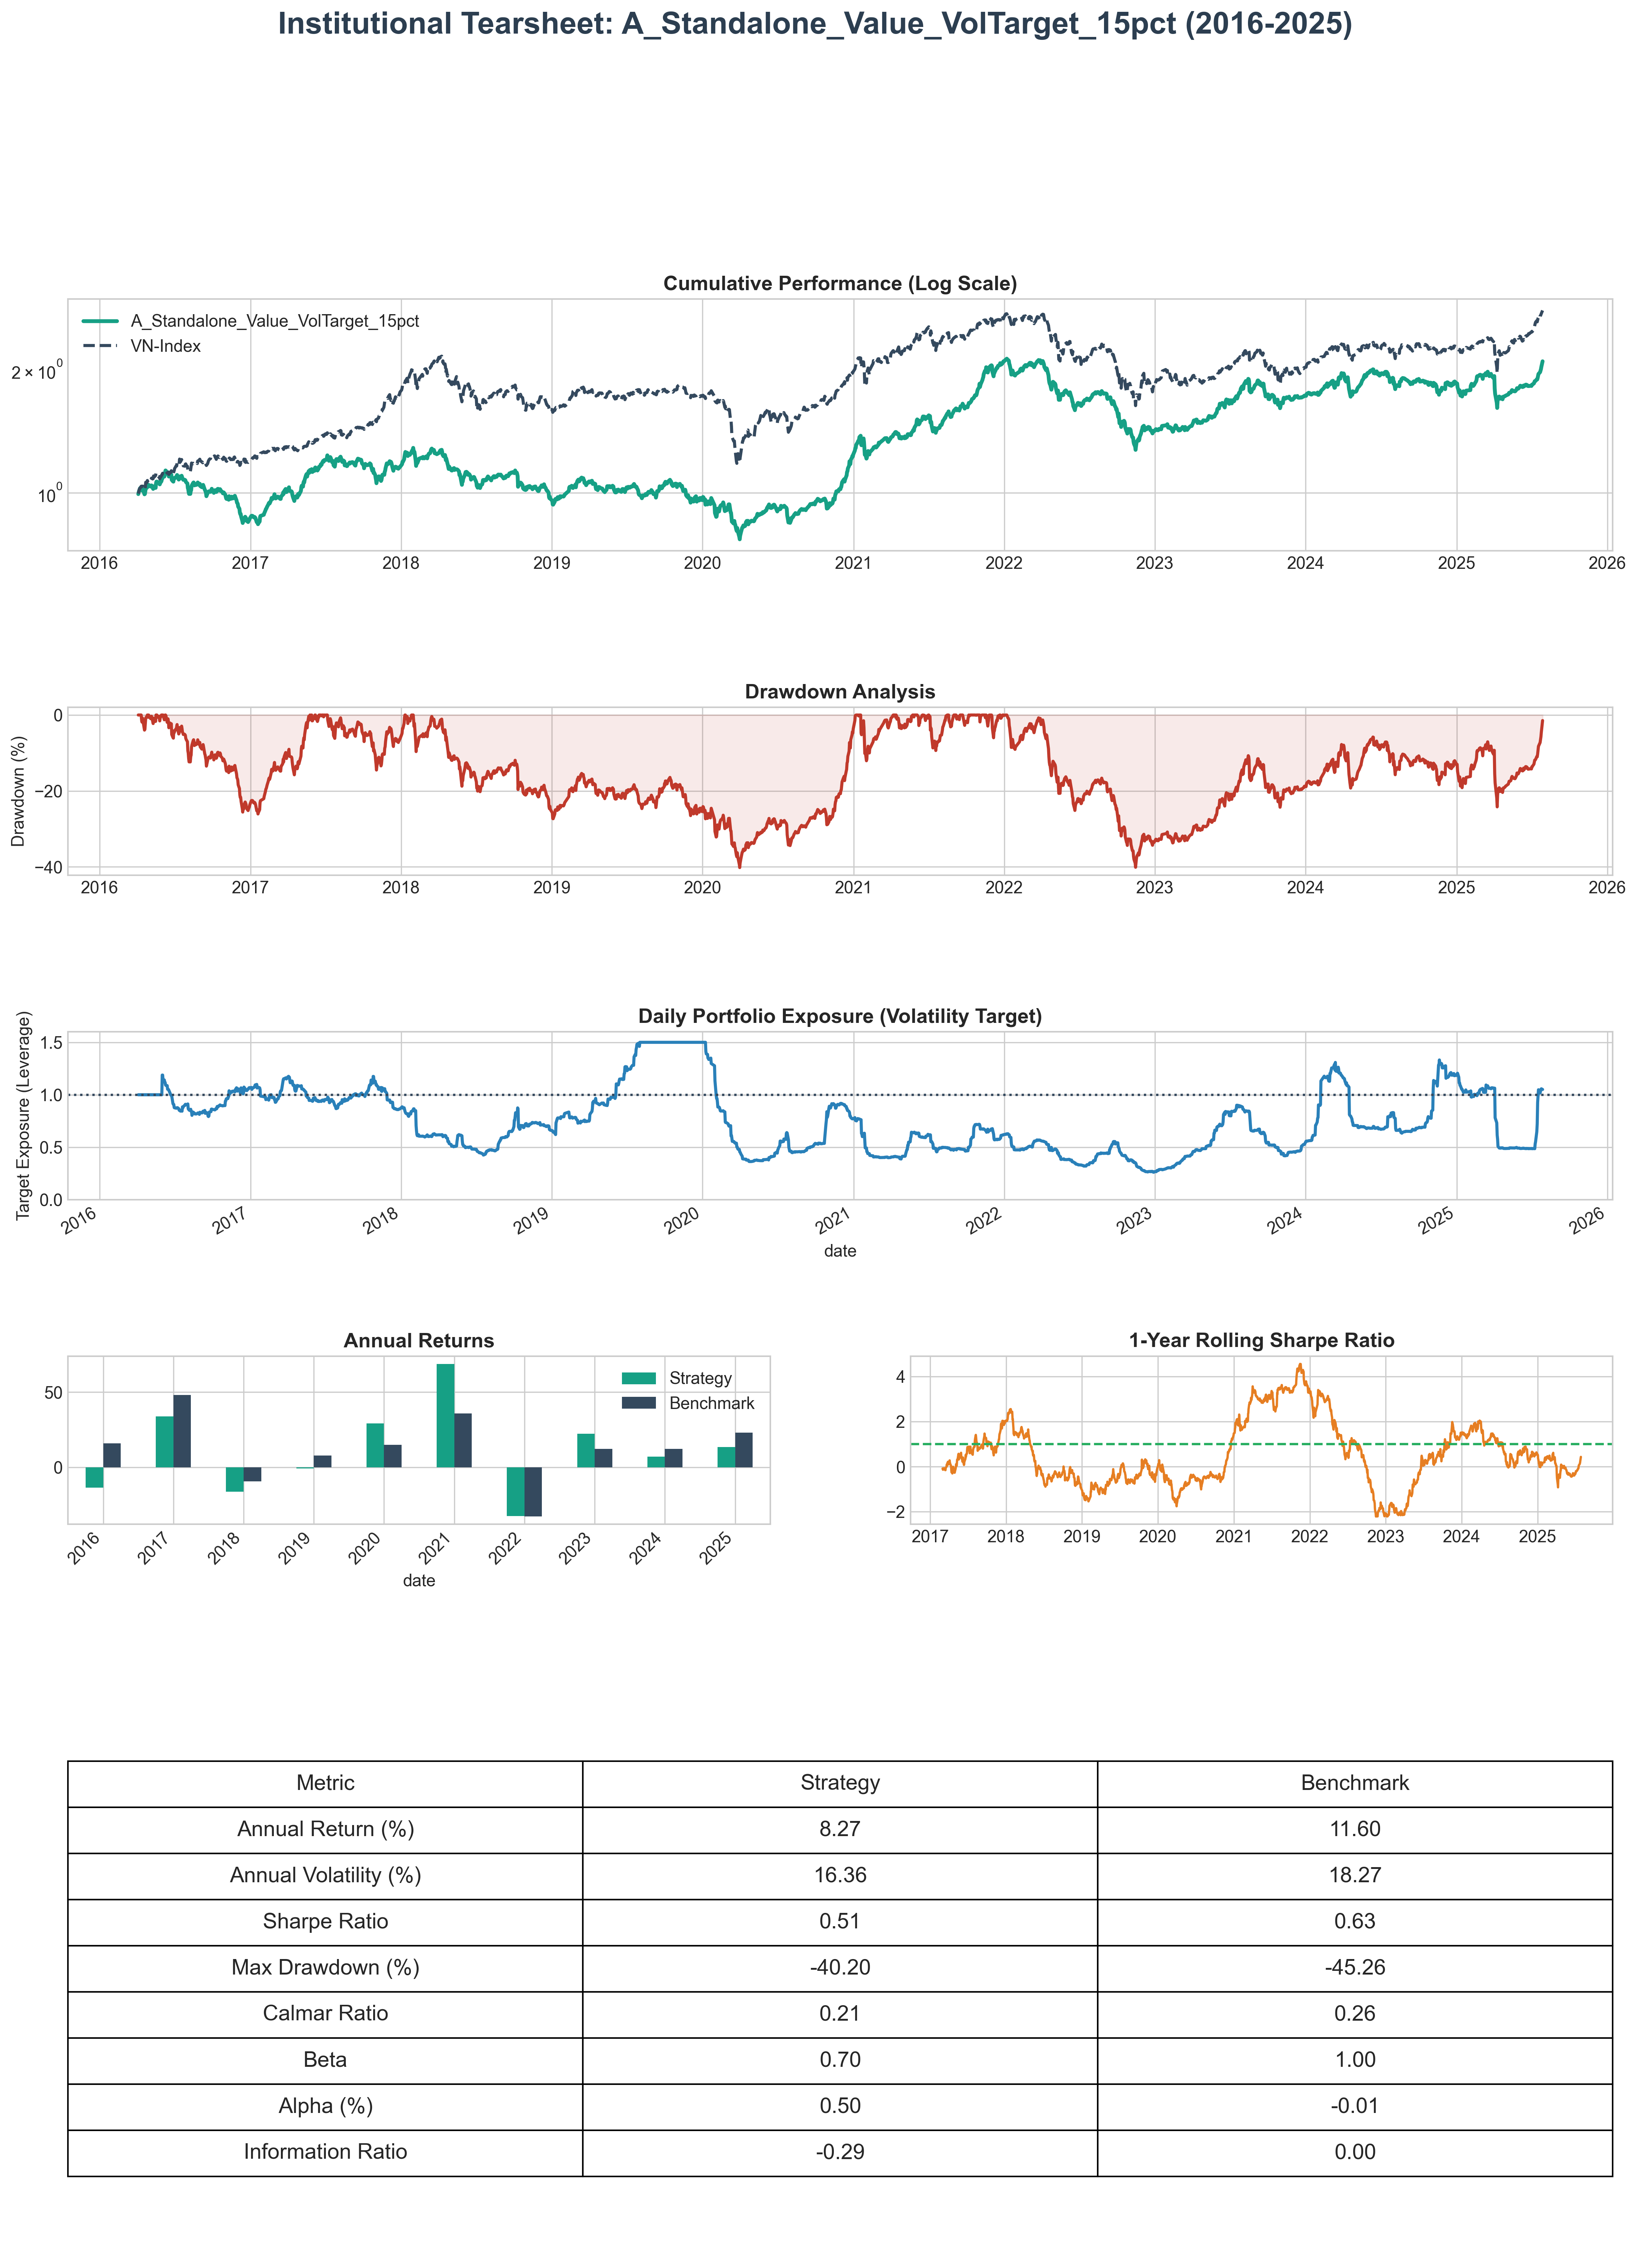 Institutional Tearsheet: A_Standalone_Value_VolTarget_15pct (2016-2025)
Cumulative Performance (Log Scale)
A_Standalone_Value_VolTarget_15pct
VN-Index
2 × 10⁰
10⁰
2016 2017 2018 2019 2020 2021 2022 2023 2024 2025 2026
Drawdown Analysis
Drawdown (%)
0
−20
−40
2016 2017 2018 2019 2020 2021 2022 2023 2024 2025 2026
Daily Portfolio Exposure (Volatility Target)
Target Exposure (Leverage)
1.5
1.0
0.5
0.0
2016 2017 2018 2019 2020 2021 2022 2023 2024 2025 2026
date
Annual Returns
Strategy
Benchmark
50
0
2016 2017 2018 2019 2020 2021 2022 2023 2024 2025
date
1-Year Rolling Sharpe Ratio
4
2
0
−2
2017 2018 2019 2020 2021 2022 2023 2024 2025
Metric Strategy Benchmark
Annual Return (%) 8.27 11.60
Annual Volatility (%) 16.36 18.27
Sharpe Ratio 0.51 0.63
Max Drawdown (%) -40.20 -45.26
Calmar Ratio 0.21 0.26
Beta 0.70 1.00
Alpha (%) 0.50 -0.01
Information Ratio -0.29 0.00